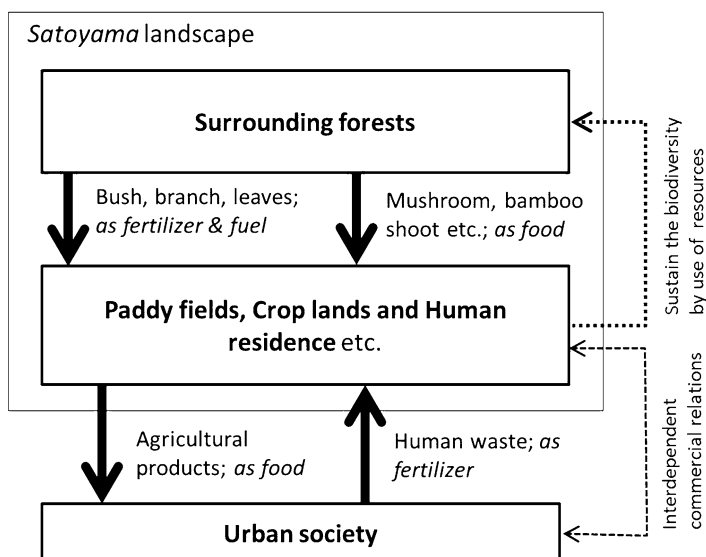 Satoyama landscape
Surrounding forests
Bush, branch, leaves;
as fertilizer & fuel
Mushroom, bamboo
shoot etc.; as food
Sustain the biodiversity
by use of resources
Paddy fields, Crop lands and Human
residence etc.
Agricultural
products; as food
Human waste; as
fertilizer
Interdependent
commercial relations
Urban society